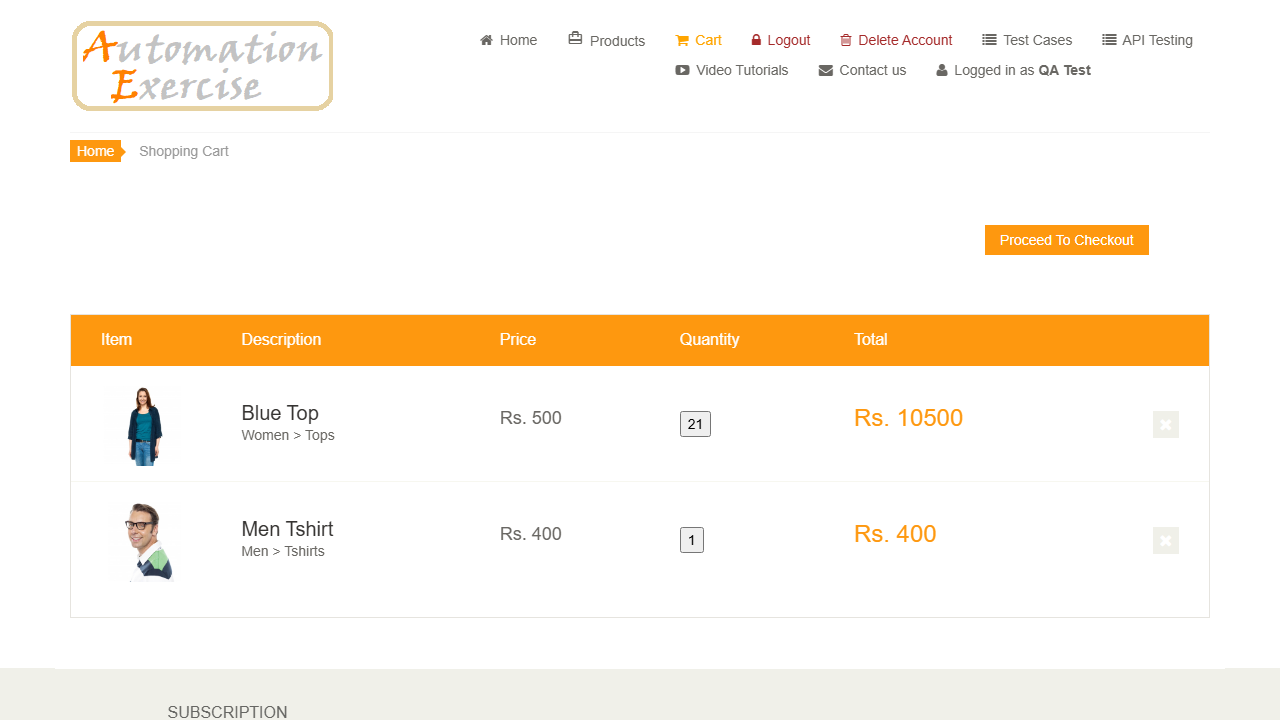 Automation
Exercise
Home Products Cart Logout Delete Account Test Cases API Testing
Video Tutorials Contact us Logged in as QA Test
Home Shopping Cart
Proceed To Checkout
Item Description Price Quantity Total
Blue Top Rs. 500 21 Rs. 10500
Women > Tops
Men Tshirt Rs. 400 1 Rs. 400
Men > Tshirts
SUBSCRIPTION